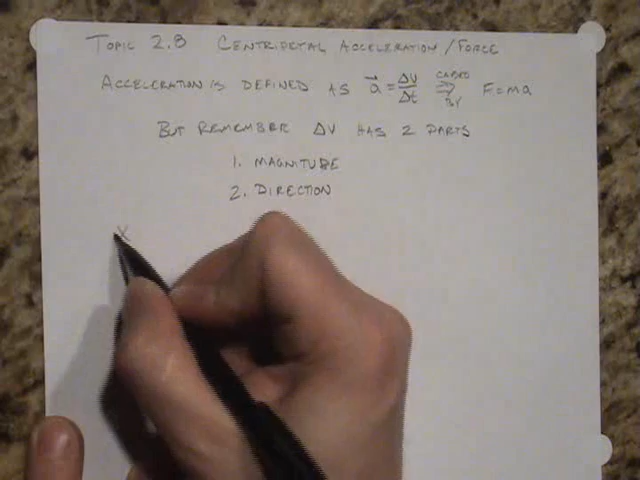 TOPIC 2.8 CENTRIPETAL ACCELERATION/FORCE
ACCELERATION IS DEFINED AS a⃗ = ΔV/Δt CAUSED BY ⇒ F=ma
BUT REMEMBER ΔV HAS 2 PARTS
1. MAGNITUDE
2. DIRECTION